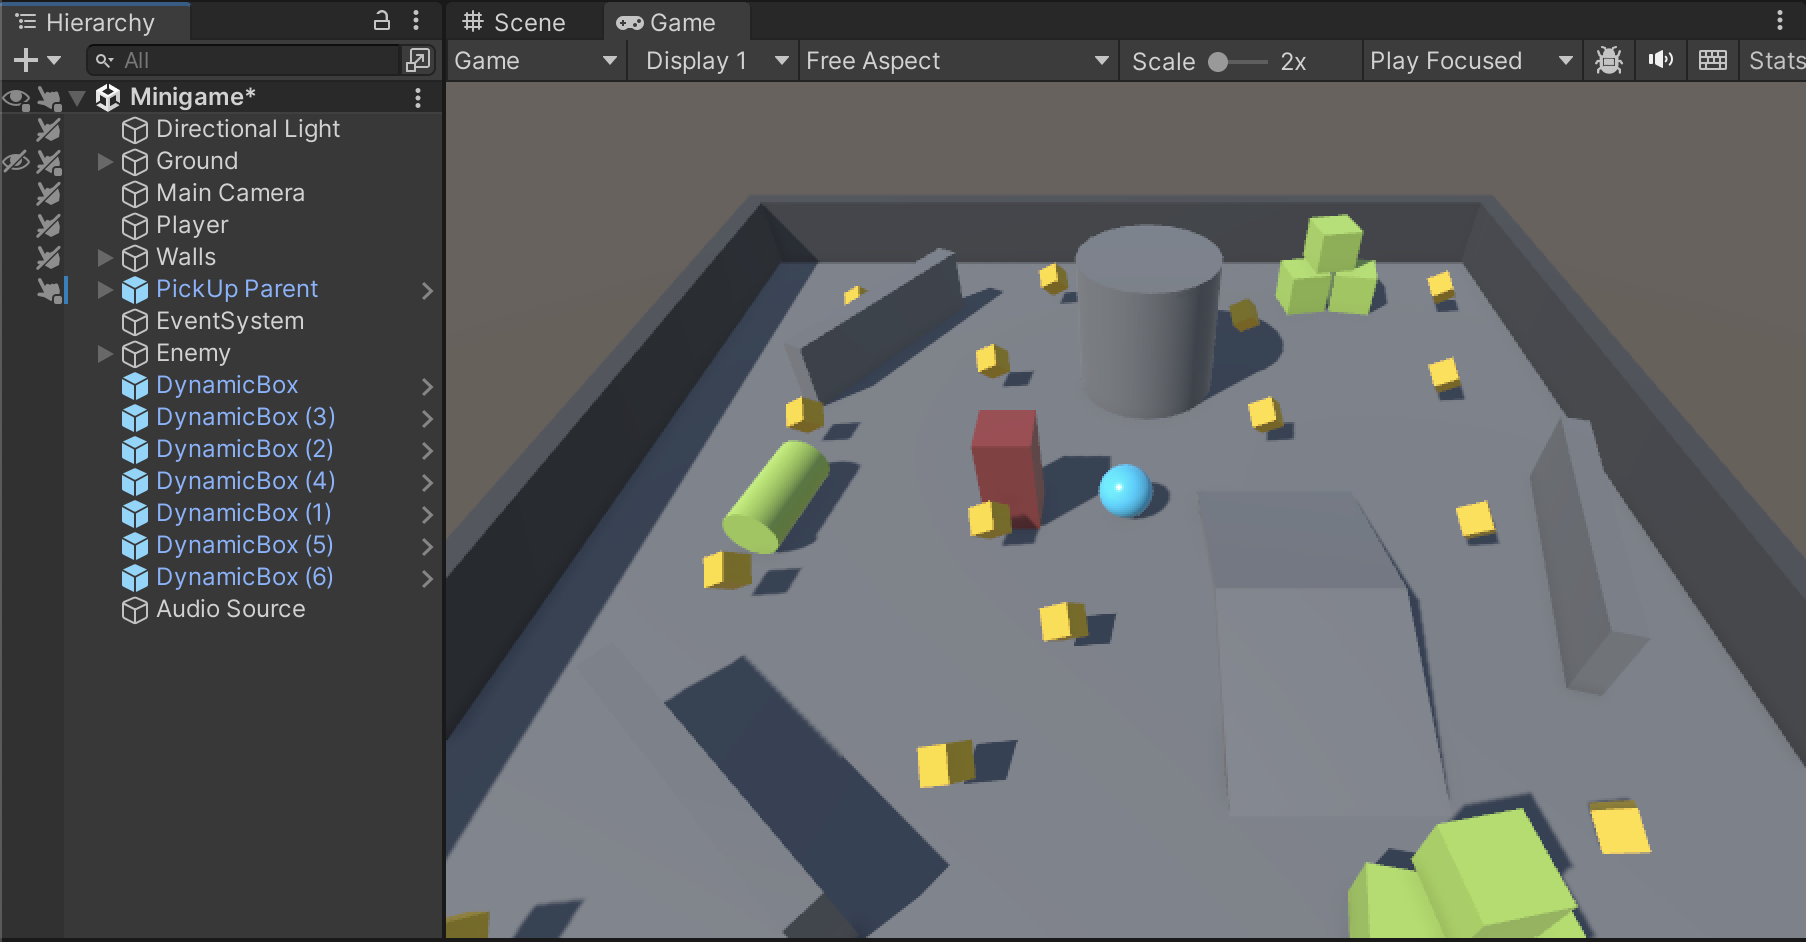 Hierarchy
Scene
Game
All
Game
Display 1
Free Aspect
Scale
2x
Play Focused
Stats
Minigame*
Directional Light
Ground
Main Camera
Player
Walls
PickUp Parent
EventSystem
Enemy
DynamicBox
DynamicBox (3)
DynamicBox (2)
DynamicBox (4)
DynamicBox (1)
DynamicBox (5)
DynamicBox (6)
Audio Source